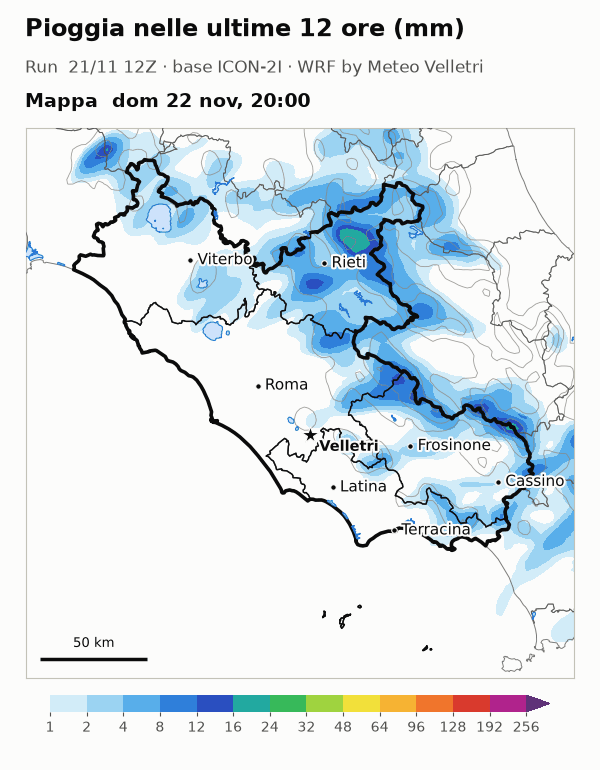 Pioggia nelle ultime 12 ore (mm)
Run  21/11 12Z · base ICON-2I · WRF by Meteo Velletri
Mappa  dom 22 nov, 20:00
Viterbo
Rieti
Roma
Velletri
Frosinone
Latina
Cassino
Terracina
50 km
1 2 4 8 12 16 24 32 48 64 96 128 192 256